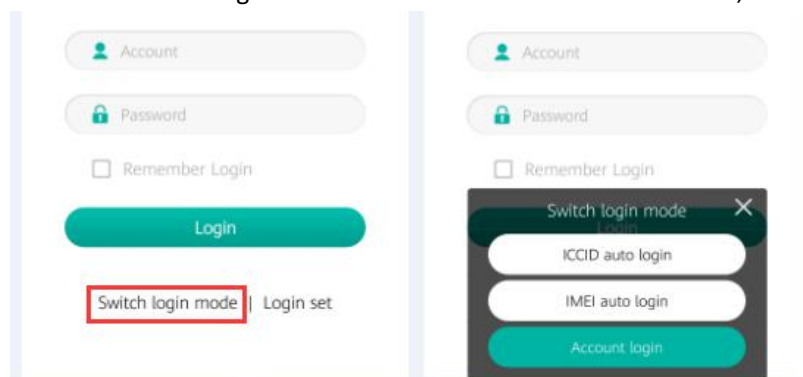 Account
Password
Remember Login
Login
Switch login mode | Login set
Account
Password
Remember Login
Switch login mode
Login
ICCID auto login
IMEI auto login
Account login